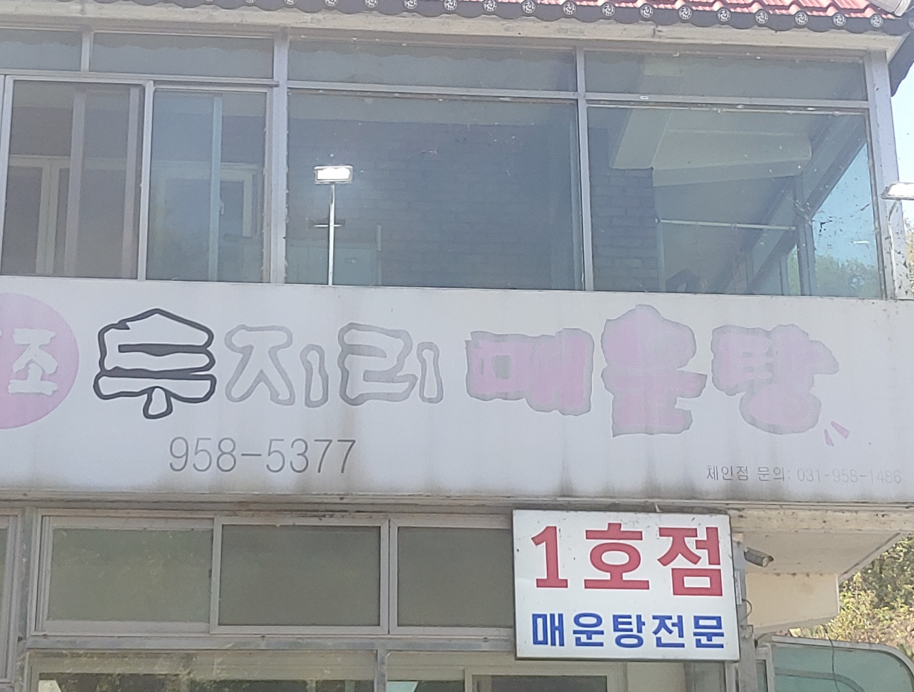 조 두지리 매운탕
958-5377
체인점 문의: 031-958-1486
1호점
매운탕전문